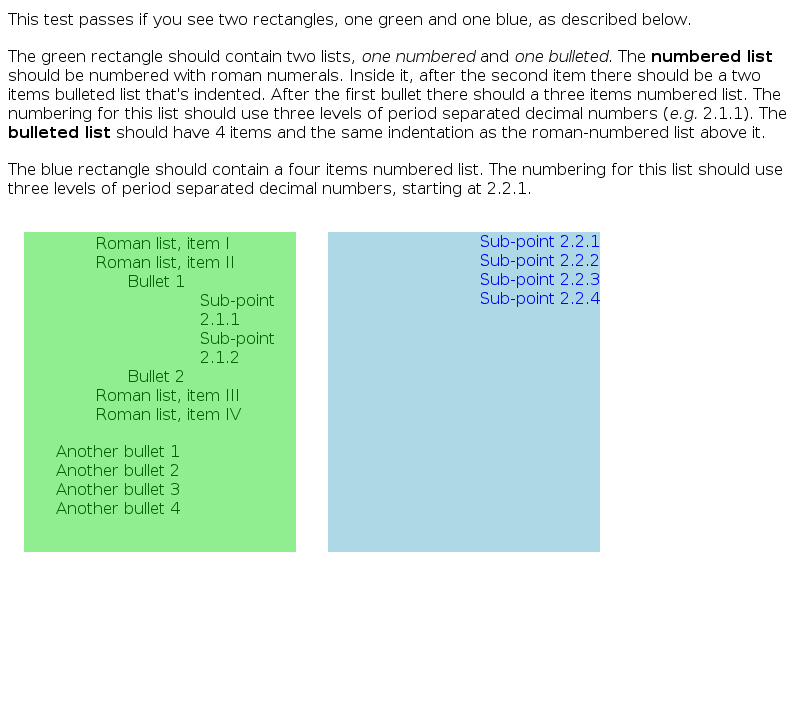 This test passes if you see two rectangles, one green and one blue, as described below.
The green rectangle should contain two lists, one numbered and one bulleted. The numbered list
should be numbered with roman numerals. Inside it, after the second item there should be a two
items bulleted list that's indented. After the first bullet there should a three items numbered list. The
numbering for this list should use three levels of period separated decimal numbers (e.g. 2.1.1). The
bulleted list should have 4 items and the same indentation as the roman-numbered list above it.
The blue rectangle should contain a four items numbered list. The numbering for this list should use
three levels of period separated decimal numbers, starting at 2.2.1.
Roman list, item I
Roman list, item II
Bullet 1
Sub-point
2.1.1
Sub-point
2.1.2
Bullet 2
Roman list, item III
Roman list, item IV
Another bullet 1
Another bullet 2
Another bullet 3
Another bullet 4
Sub-point 2.2.1
Sub-point 2.2.2
Sub-point 2.2.3
Sub-point 2.2.4